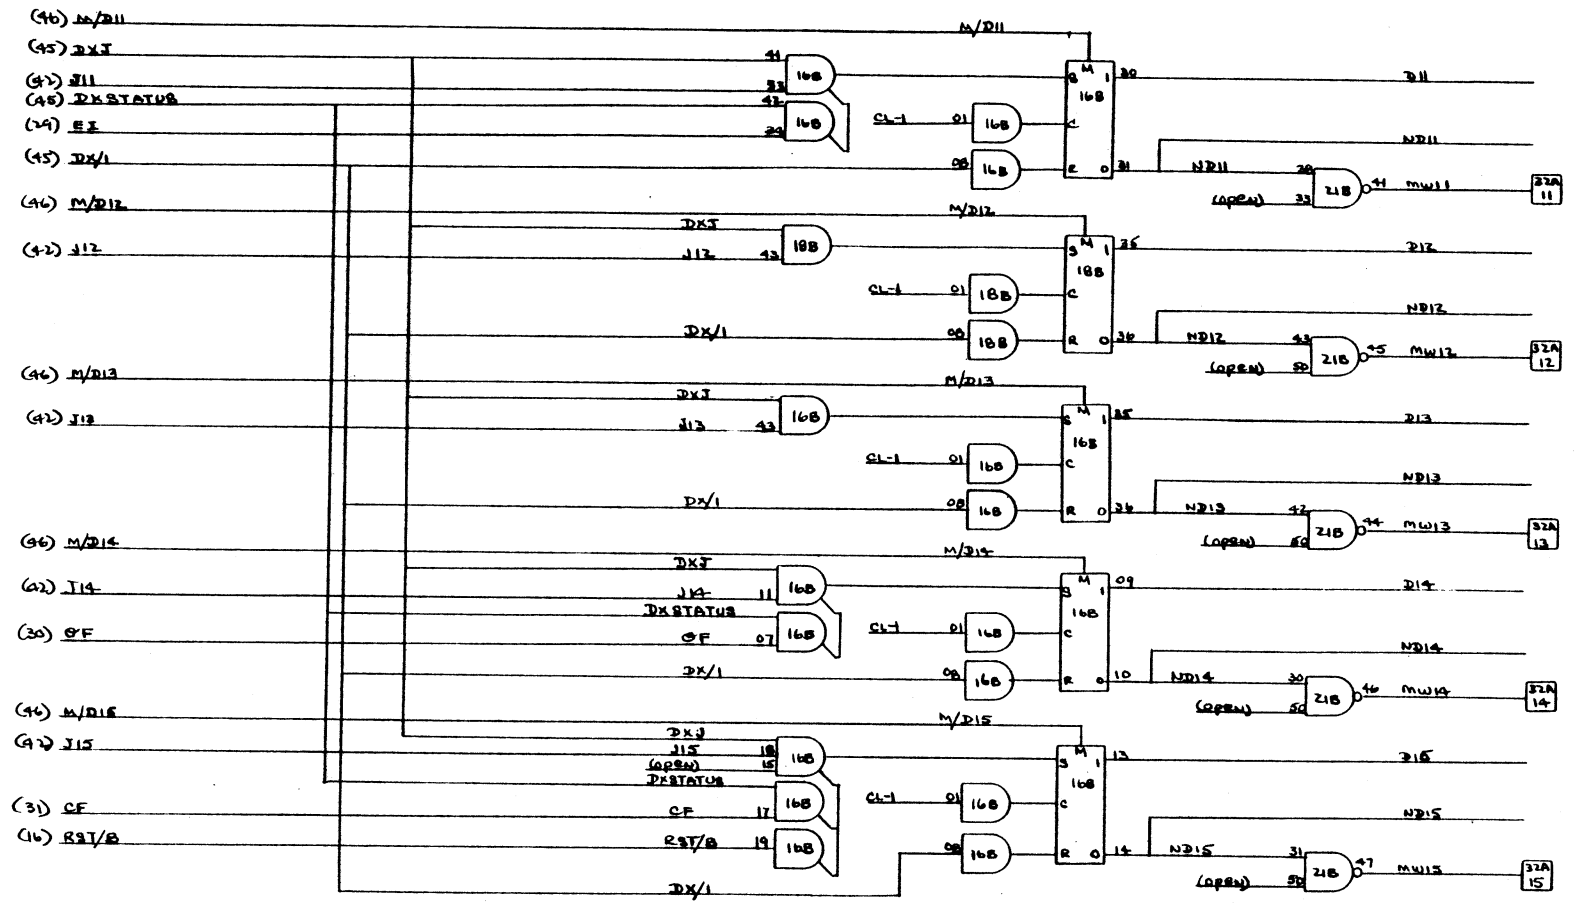 (46) M/D11
M/D11
(45) DXJ
41
16B
S M 1
30
D11
(42) J11
33
16B
(45) DXSTATUS
42
16B
CL-1
01
16B
C
(29) EI
34
ND11
(45) DX/1
08
16B
R 0
31
ND11
38
21B
41
MW11
32A
11
(OPEN)
33
(46) M/D12
M/D12
DXJ
18B
S M 1
35
D12
(42) J12
J12
43
18B
CL-1
01
18B
C
ND12
DX/1
08
18B
R 0
36
ND12
43
21B
45
MW12
32A
12
(OPEN)
50
(46) M/D13
M/D13
DXJ
16B
S M 1
35
D13
(42) J13
J13
43
16B
CL-1
01
16B
C
ND13
DX/1
08
16B
R 0
36
ND13
42
21B
44
MW13
32A
13
(OPEN)
50
(46) M/D14
M/D14
DXJ
16B
S M 1
09
D14
(42) J14
J14
11
16B
DXSTATUS
16B
CL-1
01
16B
C
(30) OF
OF
07
ND14
DX/1
08
16B
R 0
10
ND14
30
21B
46
MW14
32A
14
(OPEN)
50
(46) M/D15
M/D15
DXJ
(42) J15
J15
18
16B
S M 1
13
D15
(OPEN)
15
16B
DXSTATUS
16B
CL-1
01
16B
C
(31) CF
CF
17
ND15
(16) RST/B
RST/B
19
16B
08
16B
R 0
14
ND15
31
21B
47
MW15
32A
15
(OPEN)
50
DX/1